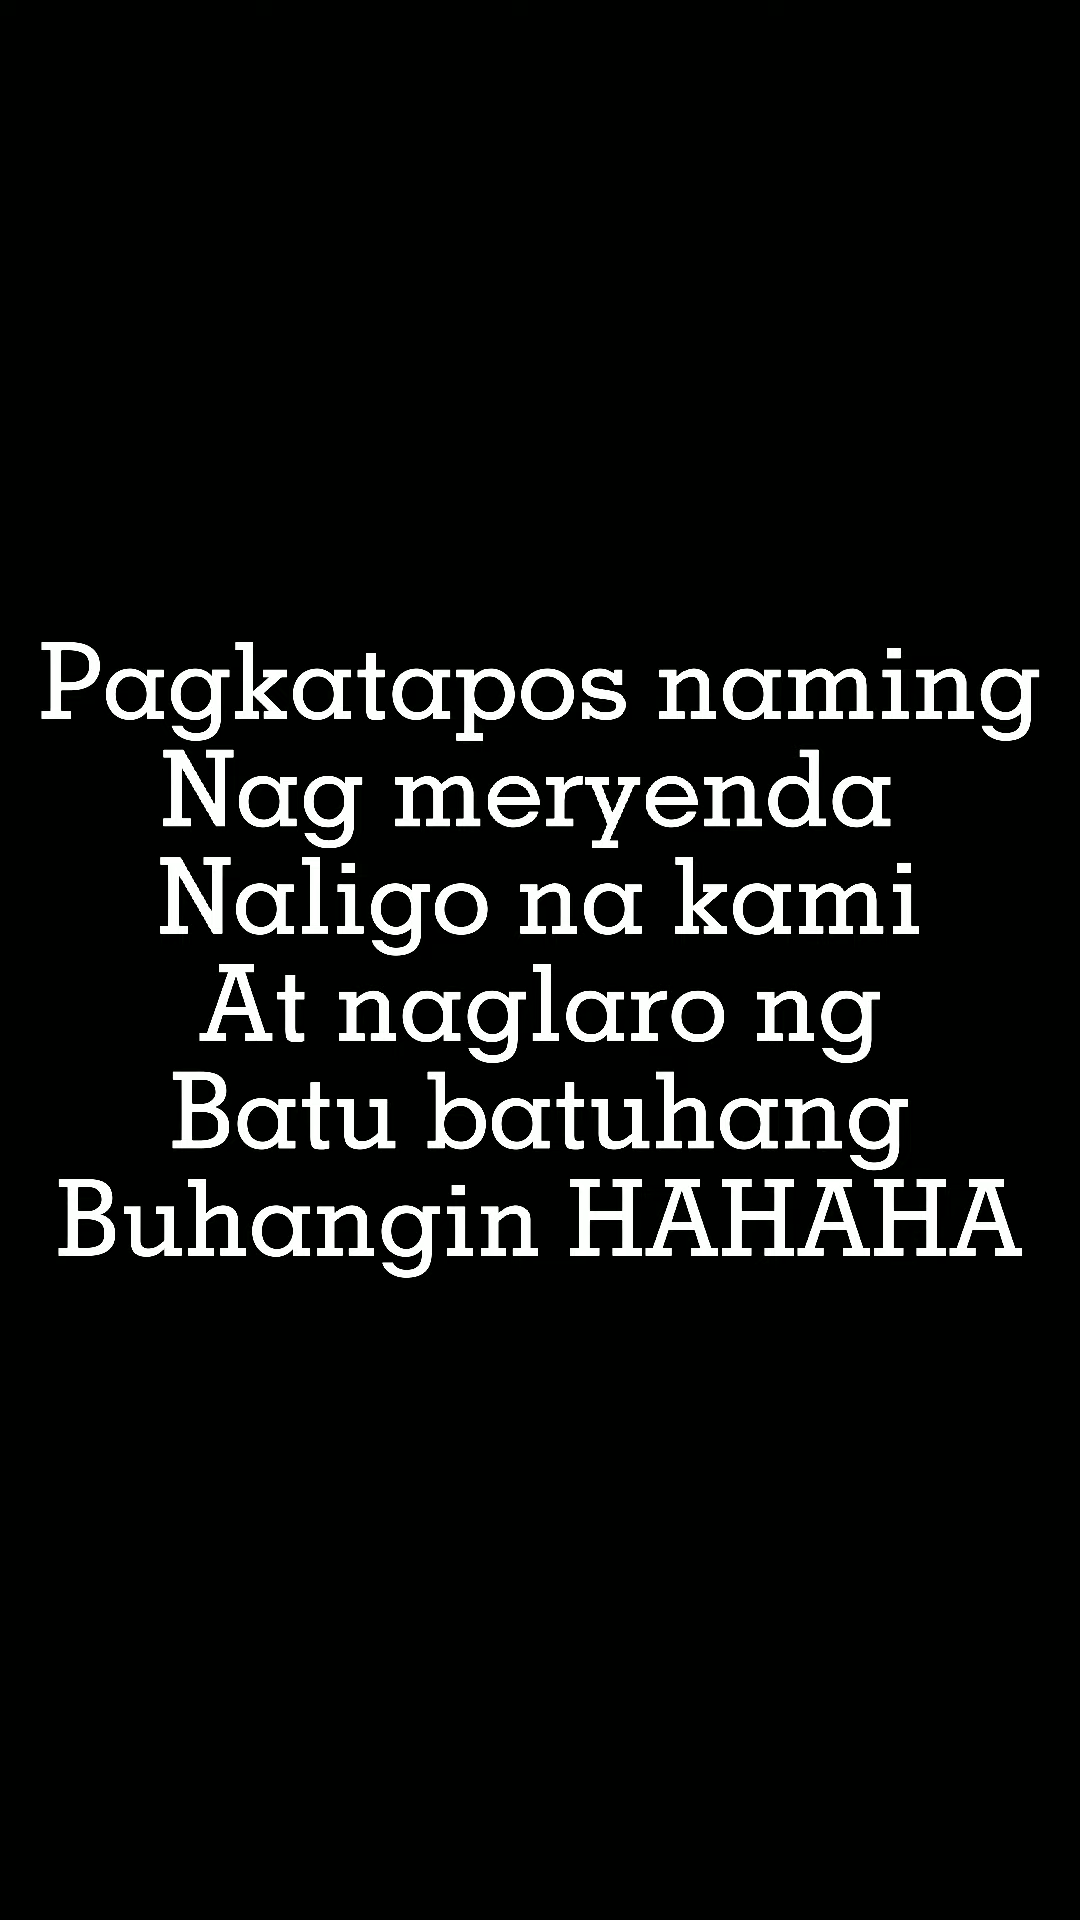 Pagkatapos naming
Nag meryenda
Naligo na kami
At naglaro ng
Batu batuhang
Buhangin HAHAHA